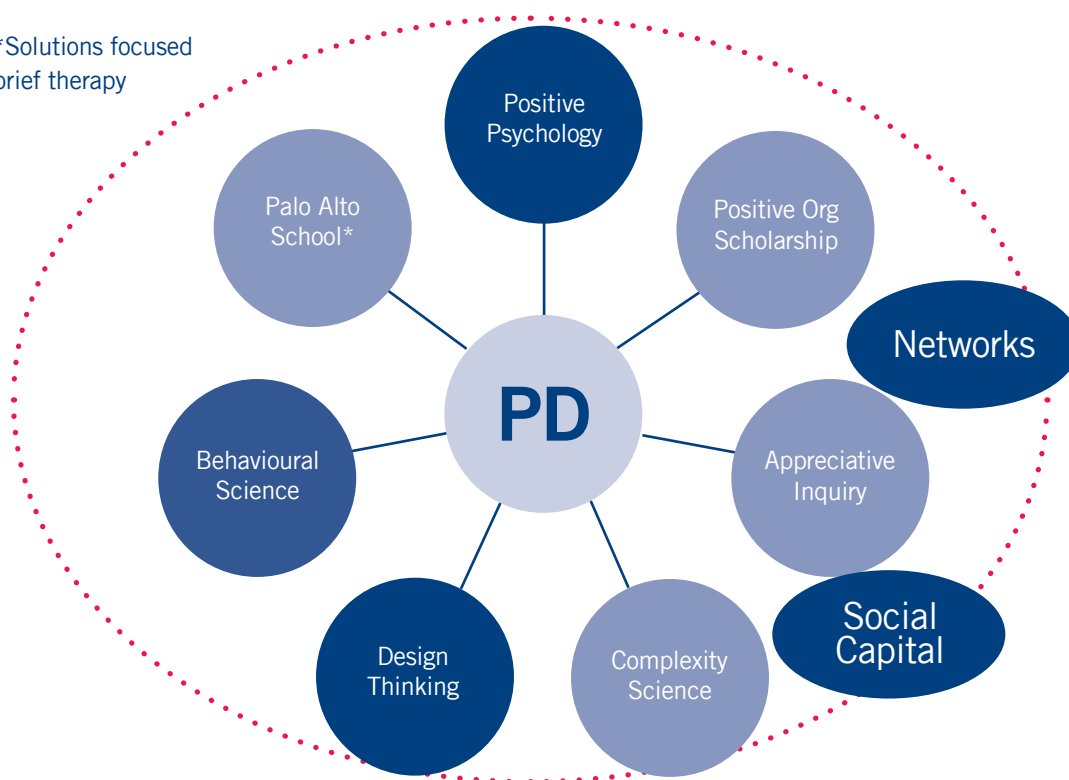 *Solutions focused
brief therapy
Positive
Psychology
Palo Alto
School*
Positive Org
Scholarship
Networks
PD
Behavioural
Science
Appreciative
Inquiry
Social
Capital
Design
Thinking
Complexity
Science